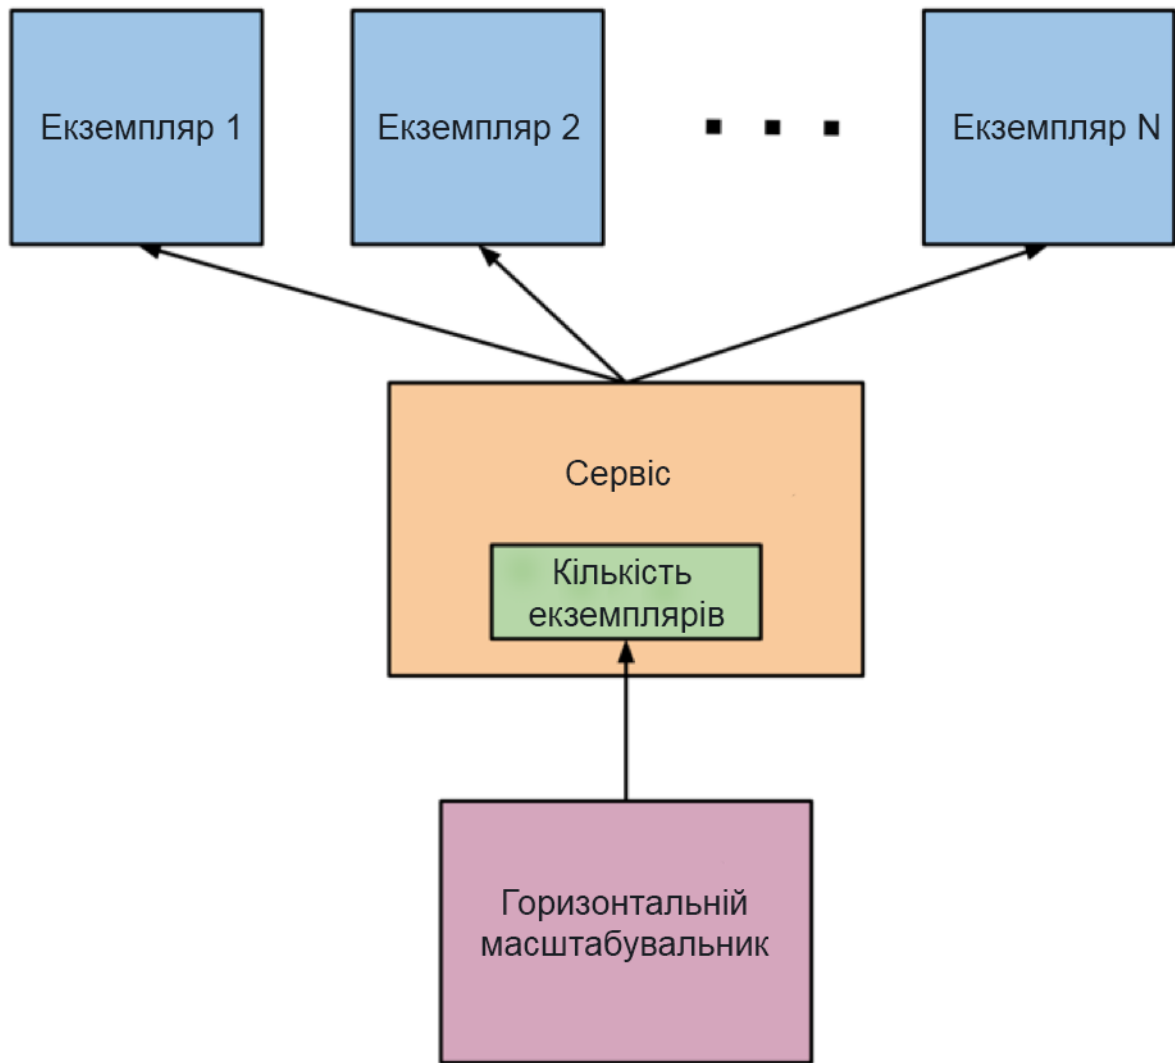 Екземпляр 1
Екземпляр 2
Екземпляр N
Сервіс
Кількість
екземплярів
Горизонтальній
масштабувальник